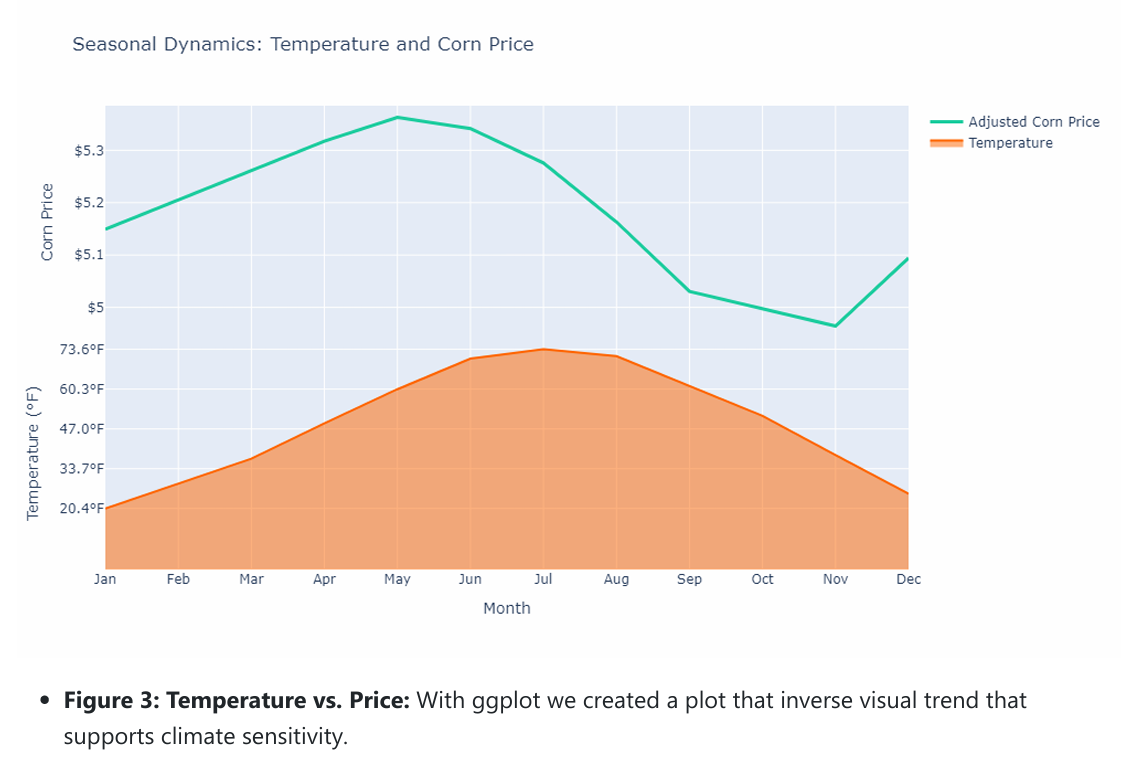 Seasonal Dynamics: Temperature and Corn Price
Adjusted Corn Price
Temperature
Corn Price
$5.3
$5.2
$5.1
$5
Temperature (°F)
73.6°F
60.3°F
47.0°F
33.7°F
20.4°F
Jan Feb Mar Apr May Jun Jul Aug Sep Oct Nov Dec
Month
• Figure 3: Temperature vs. Price: With ggplot we created a plot that inverse visual trend that
supports climate sensitivity.